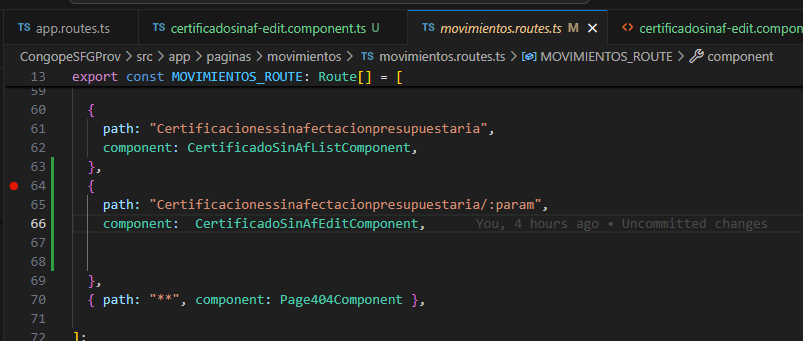 TS app.routes.ts TS certificadosinaf-edit.component.ts U TS movimientos.routes.ts M × <> certificadosinaf-edit.compon
CongopeSFGProv > src > app > paginas > movimientos > TS movimientos.routes.ts > MOVIMIENTOS_ROUTE > component
13 export const MOVIMIENTOS_ROUTE: Route[] = [
59
60 {
61 path: "Certificacionessinafectacionpresupuestaria",
62 component: CertificadoSinAfListComponent,
63 },
64 {
65 path: "Certificacionessinafectacionpresupuestaria/:param",
66 component: CertificadoSinAfEditComponent, You, 4 hours ago • Uncommitted changes
67
68
69 },
70 { path: "**", component: Page404Component },
71
72 ];